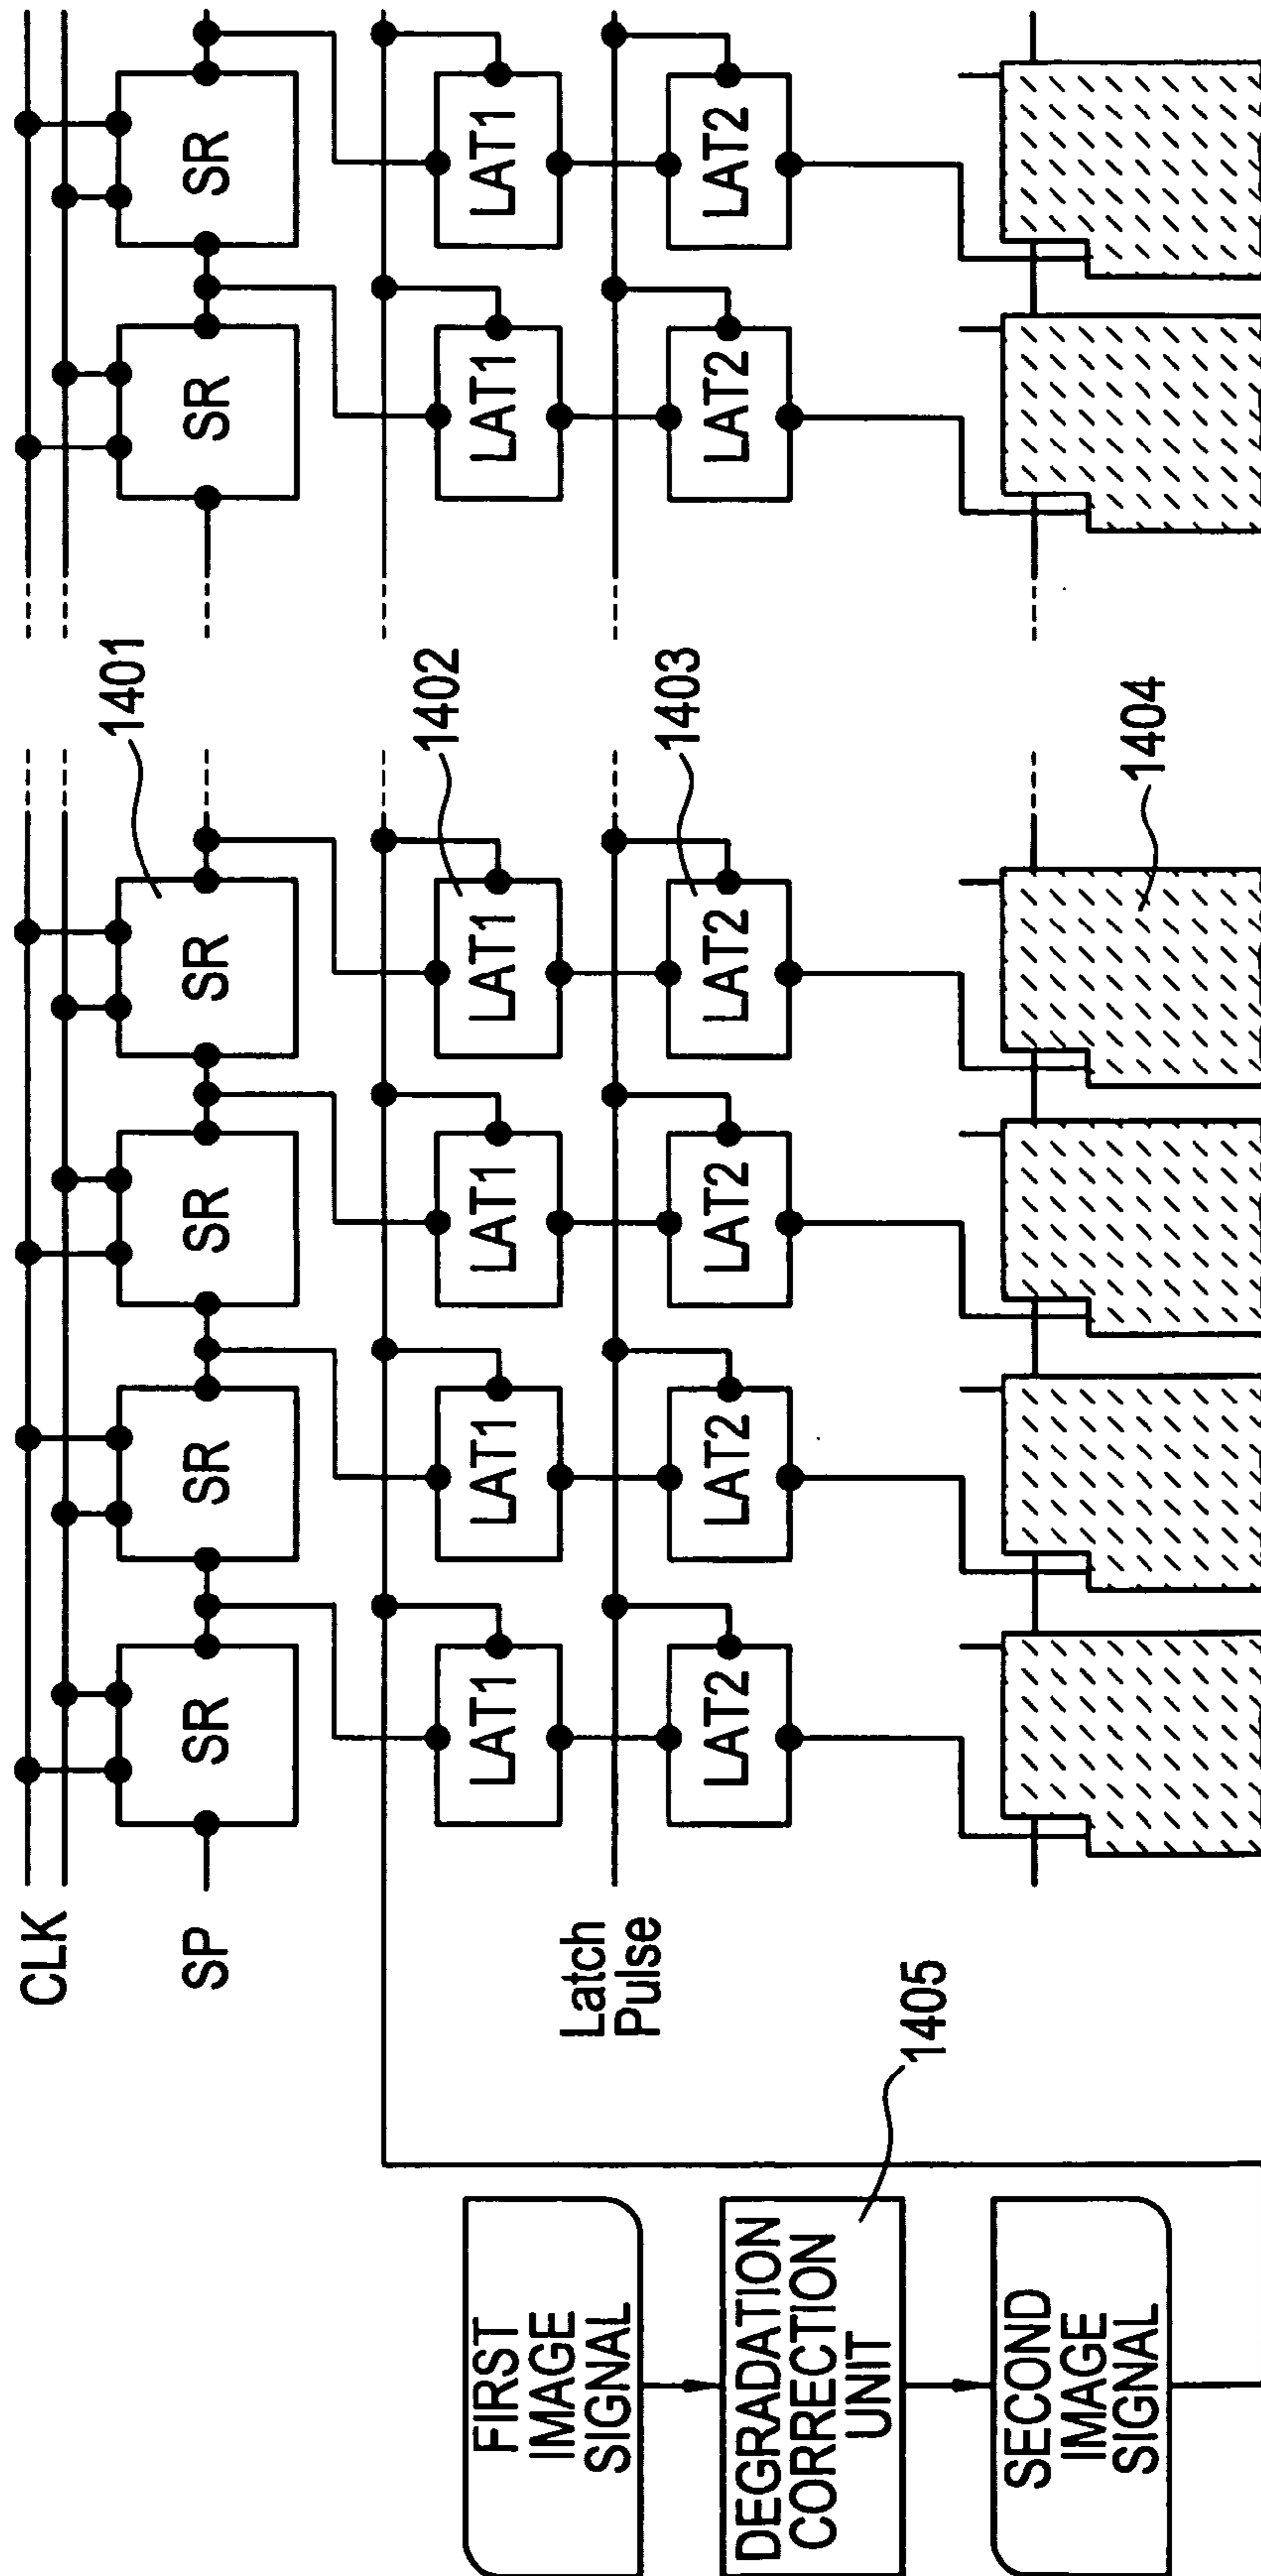 CLK
SP
SR
SR
SR
SR
SR
SR
1401
LAT1
LAT1
LAT1
LAT1
LAT1
LAT1
1402
Latch
Pulse
LAT2
LAT2
LAT2
LAT2
LAT2
LAT2
1403
1404
FIRST
IMAGE
SIGNAL
DEGRADATION
CORRECTION
UNIT
1405
SECOND
IMAGE
SIGNAL